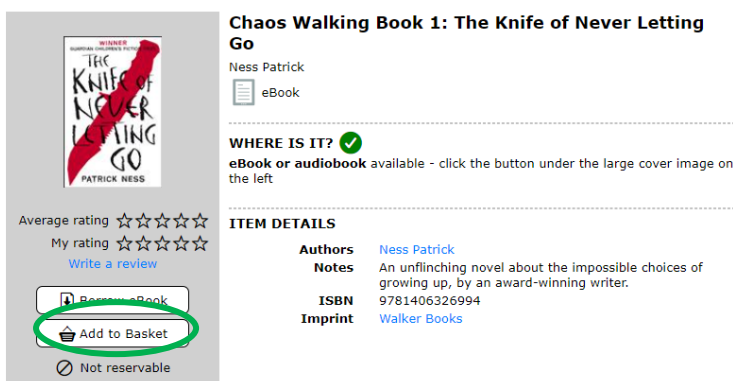 Chaos Walking Book 1: The Knife of Never Letting
Go
Ness Patrick
eBook
WHERE IS IT?
eBook or audiobook available - click the button under the large cover image on
the left
ITEM DETAILS
Authors Ness Patrick
Notes An unflinching novel about the impossible choices of
growing up, by an award-winning writer.
ISBN 9781406326994
Imprint Walker Books
WINNER
GUARDIAN CHILDREN'S FICTION
THE
KNIFE OF
NEVER
LETTING
GO
PATRICK NESS
Average rating
My rating
Write a review
Borrow eBook
Add to Basket
Not reservable